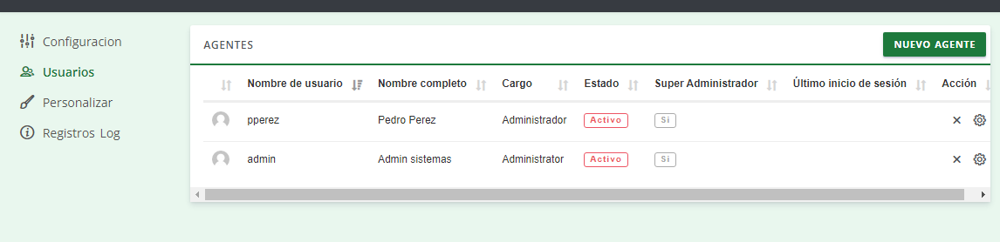 Configuracion
Usuarios
Personalizar
Registros Log
AGENTES
NUEVO AGENTE
Nombre de usuario Nombre completo Cargo Estado Super Administrador Último inicio de sesión Acción
pperez Pedro Perez Administrador Activo Si
admin Admin sistemas Administrator Activo Si